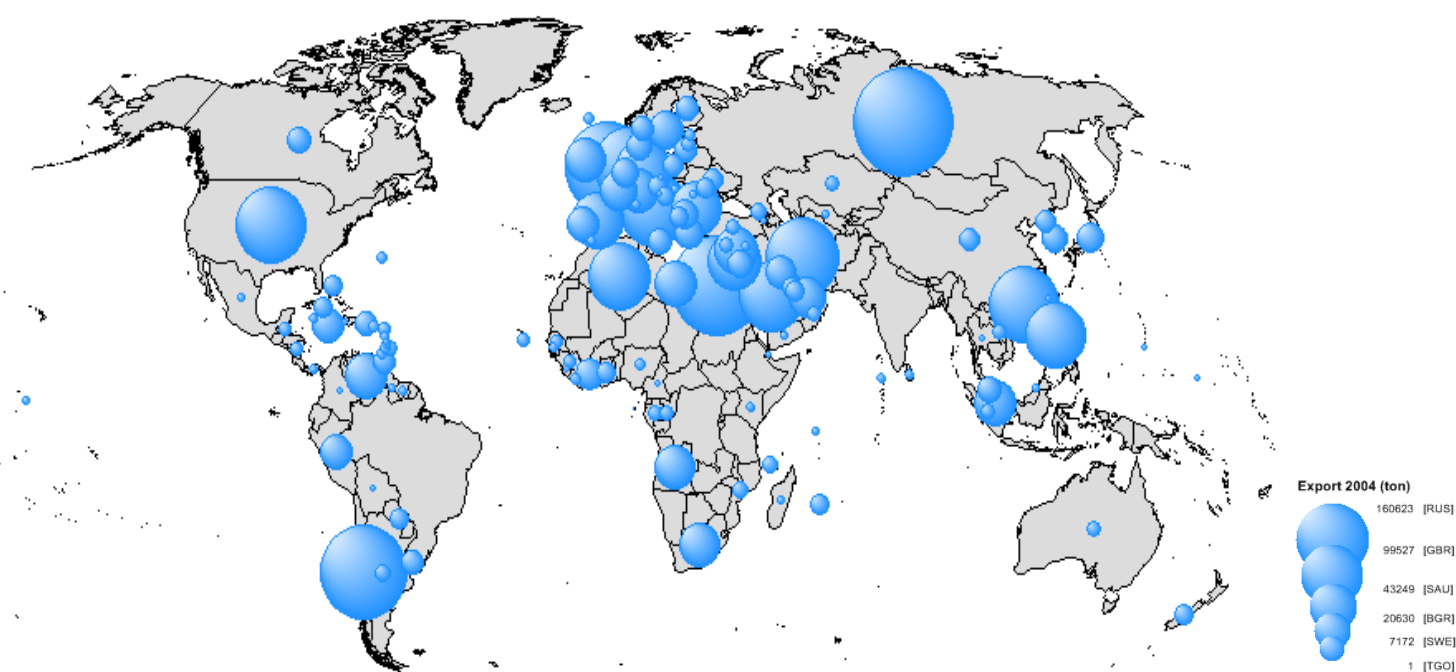 Export 2004 (ton)
160623 [RUS]
99527 [GBR]
43249 [SAU]
20630 [BGR]
7172 [SWE]
1 [TGO]